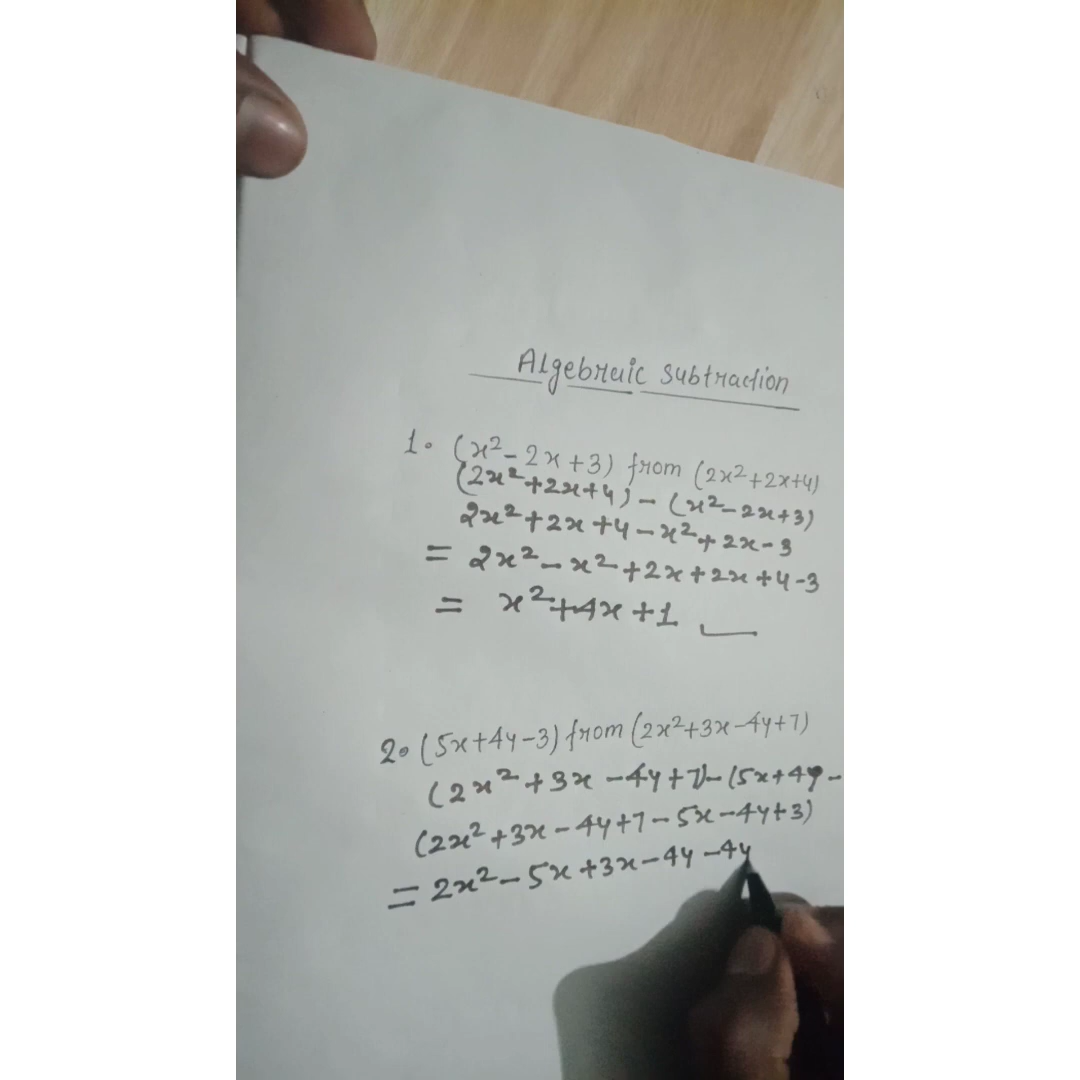 Algebraic subtraction
1. (x²-2x+3) from (2x²+2x+4)
(2x²+2x+4) - (x²-2x+3)
2x²+2x+4-x²+2x-3
= 2x²-x²+2x+2x+4-3
= x²+4x+1
2. (5x+4y-3) from (2x²+3x-4y+7)
(2x²+3x-4y+7)-(5x+4y-
(2x²+3x-4y+7-5x-4y+3)
= 2x²-5x+3x-4y-4y